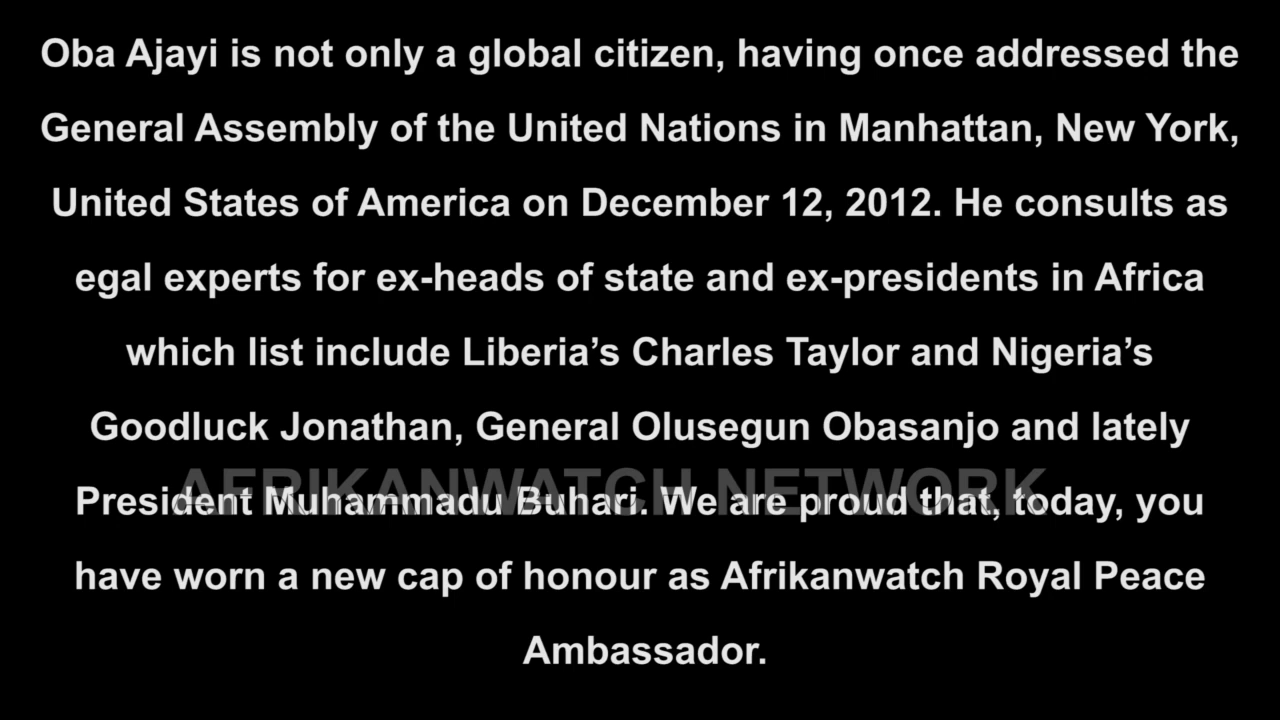 Oba Ajayi is not only a global citizen, having once addressed the
General Assembly of the United Nations in Manhattan, New York,
United States of America on December 12, 2012. He consults as
egal experts for ex-heads of state and ex-presidents in Africa
which list include Liberia’s Charles Taylor and Nigeria’s
Goodluck Jonathan, General Olusegun Obasanjo and lately
AFRIKANWATCH NETWORK
President Muhammadu Buhari. We are proud that, today, you
have worn a new cap of honour as Afrikanwatch Royal Peace
Ambassador.